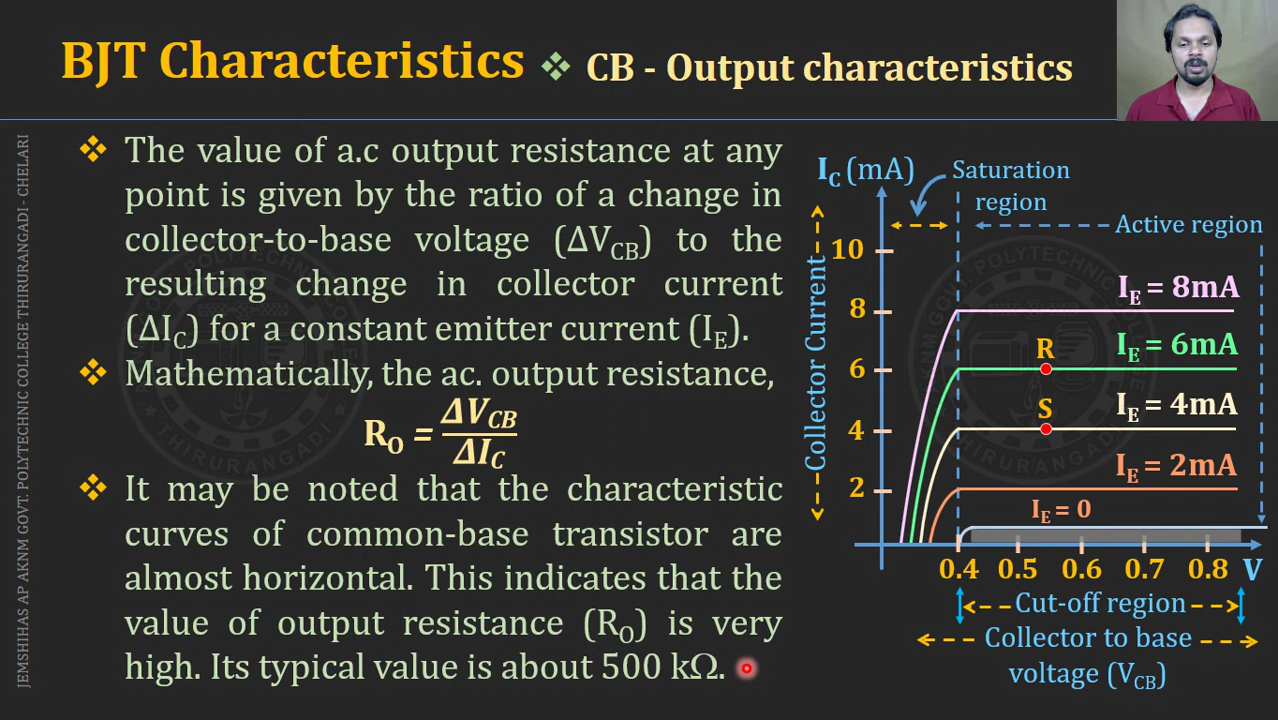 BJT Characteristics ❖ CB - Output characteristics
❖ The value of a.c output resistance at any
point is given by the ratio of a change in
collector-to-base voltage (ΔV_CB) to the
resulting change in collector current
(ΔI_C) for a constant emitter current (I_E).
❖ Mathematically, the ac. output resistance,
R_O = ΔV_CB / ΔI_C
❖ It may be noted that the characteristic
curves of common-base transistor are
almost horizontal. This indicates that the
value of output resistance (R_O) is very
high. Its typical value is about 500 kΩ.
I_C (mA)
Saturation
region
Active region
Collector Current
10
8
6
4
2
I_E = 8mA
R
I_E = 6mA
S
I_E = 4mA
I_E = 2mA
I_E = 0
0.4 0.5 0.6 0.7 0.8 V
Cut-off region
Collector to base
voltage (V_CB)
JEMSHIHAS AP AKNM GOVT. POLYTECHNIC COLLEGE THIRURANGADI - CHELARI